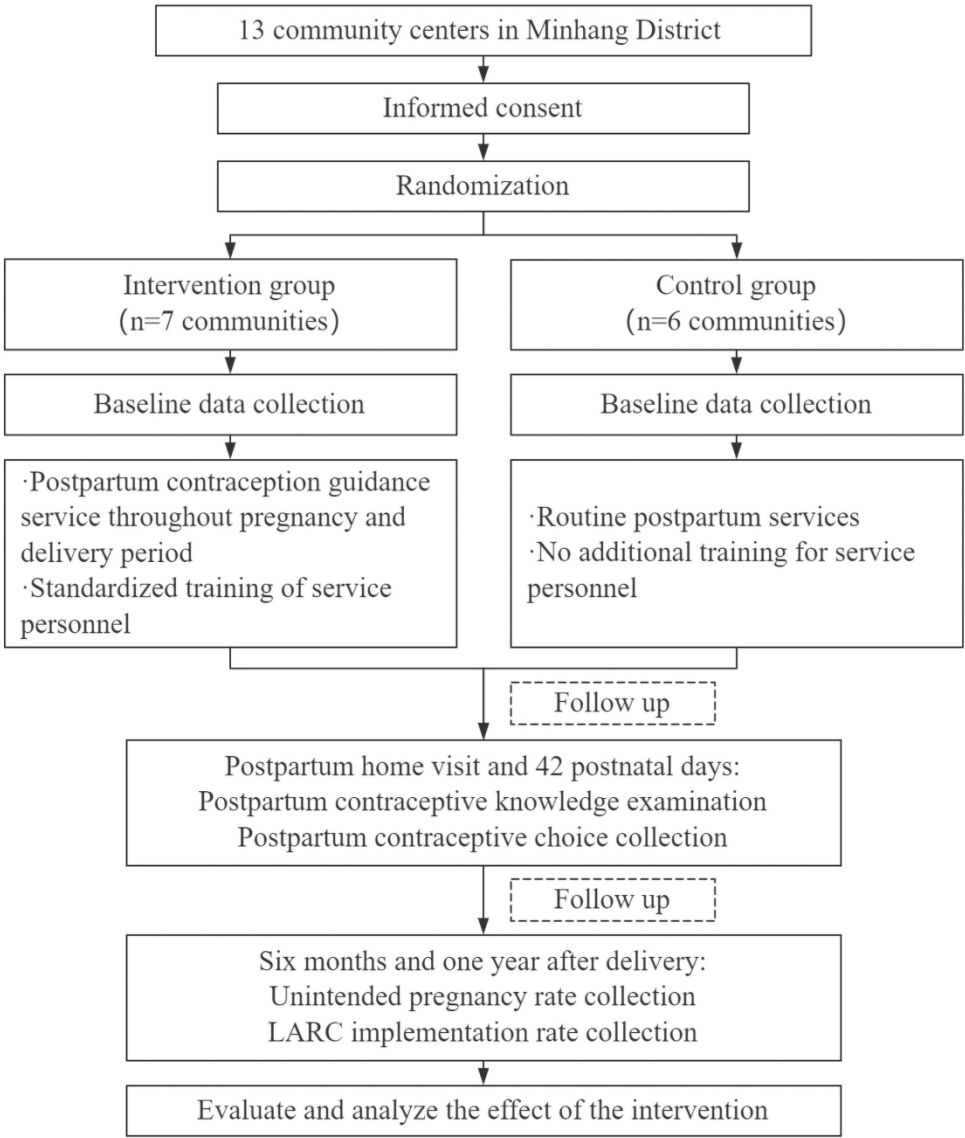 13 community centers in Minhang District
Informed consent
Randomization
Intervention group
(n=7 communities)
Control group
(n=6 communities)
Baseline data collection
Baseline data collection
·Postpartum contraception guidance
service throughout pregnancy and
delivery period
·Standardized training of service
personnel
·Routine postpartum services
·No additional training for service
personnel
Follow up
Postpartum home visit and 42 postnatal days:
Postpartum contraceptive knowledge examination
Postpartum contraceptive choice collection
Follow up
Six months and one year after delivery:
Unintended pregnancy rate collection
LARC implementation rate collection
Evaluate and analyze the effect of the intervention